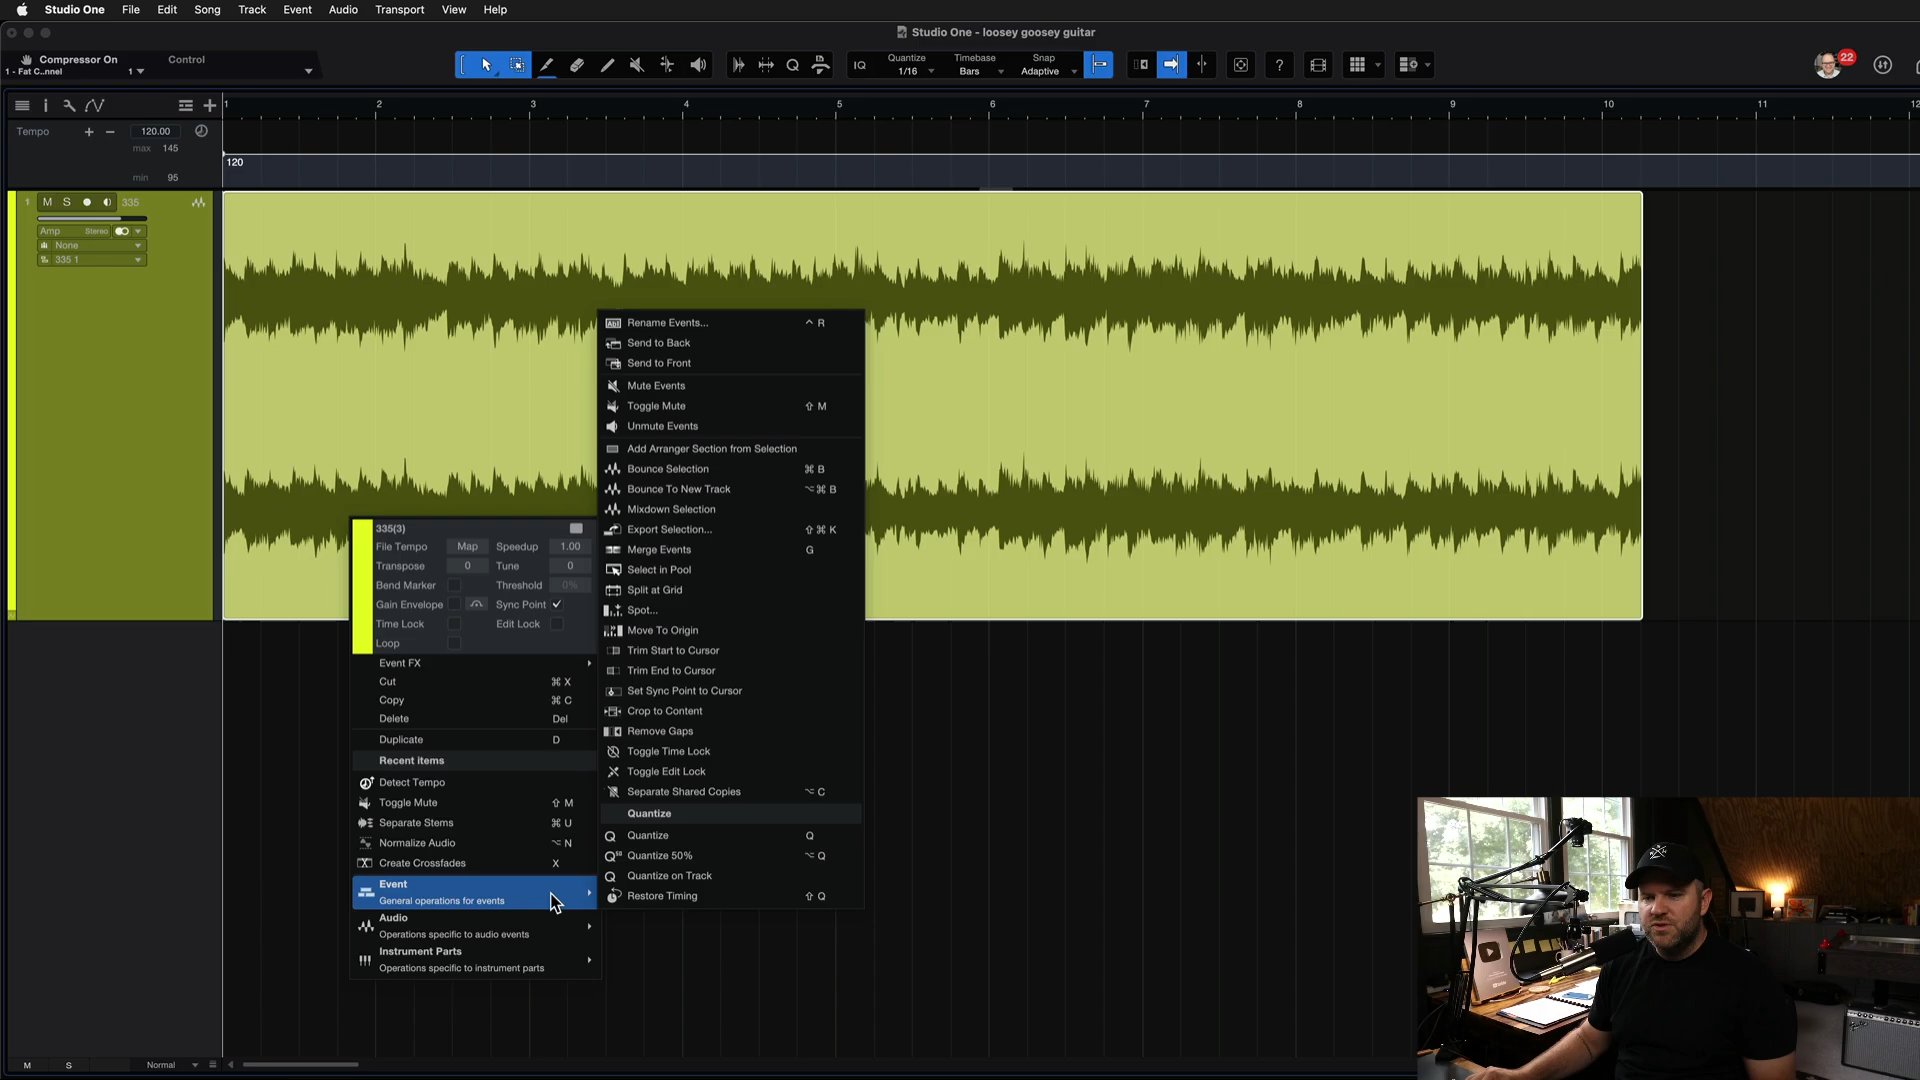 Studio One File Edit Song Track Event Audio Transport View Help
Studio One - loosey goosey guitar
Compressor On
Control
1 - Fat C..nnel 1
Quantize
1/16
Timebase
Bars
Snap
Adaptive
IQ
?
22
1 2 3 4 5 6 7 8 9 10 11 12
Tempo + − 120.00
max 145
min 95
120
1 M S 335
Amp Stereo
None
335 1
Rename Events... ^ R
Send to Back
Send to Front
Mute Events
Toggle Mute ⇧ M
Unmute Events
Add Arranger Section from Selection
Bounce Selection ⌘ B
Bounce To New Track ⌥ ⌘ B
Mixdown Selection
Export Selection... ⇧ ⌘ K
Merge Events G
Select in Pool
Split at Grid
Spot...
Move To Origin
Trim Start to Cursor
Trim End to Cursor
Set Sync Point to Cursor
Crop to Content
Remove Gaps
Toggle Time Lock
Toggle Edit Lock
Separate Shared Copies ⌥ C
Quantize
Quantize Q
Quantize 50% ⌥ Q
Quantize on Track
Restore Timing ⇧ Q
335(3)
File Tempo Map Speedup 1.00
Transpose 0 Tune 0
Bend Marker Threshold 0%
Gain Envelope Sync Point
Time Lock Edit Lock
Loop
Event FX
Cut ⌘ X
Copy ⌘ C
Delete Del
Duplicate D
Recent items
Detect Tempo
Toggle Mute ⇧ M
Separate Stems ⌘ U
Normalize Audio ⌥ N
Create Crossfades X
Event
General operations for events
Audio
Operations specific to audio events
Instrument Parts
Operations specific to instrument parts
M S Normal